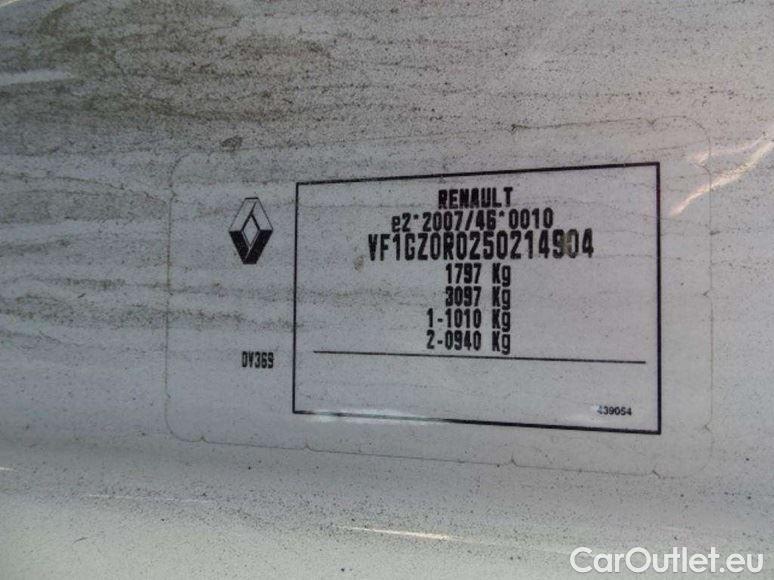 RENAULT
e2*2007/46*0010
VF1GZ0R0250214904
1797 Kg
3097 Kg
1-1010 Kg
2-0940 Kg
DV369
439054
CarOutlet.eu